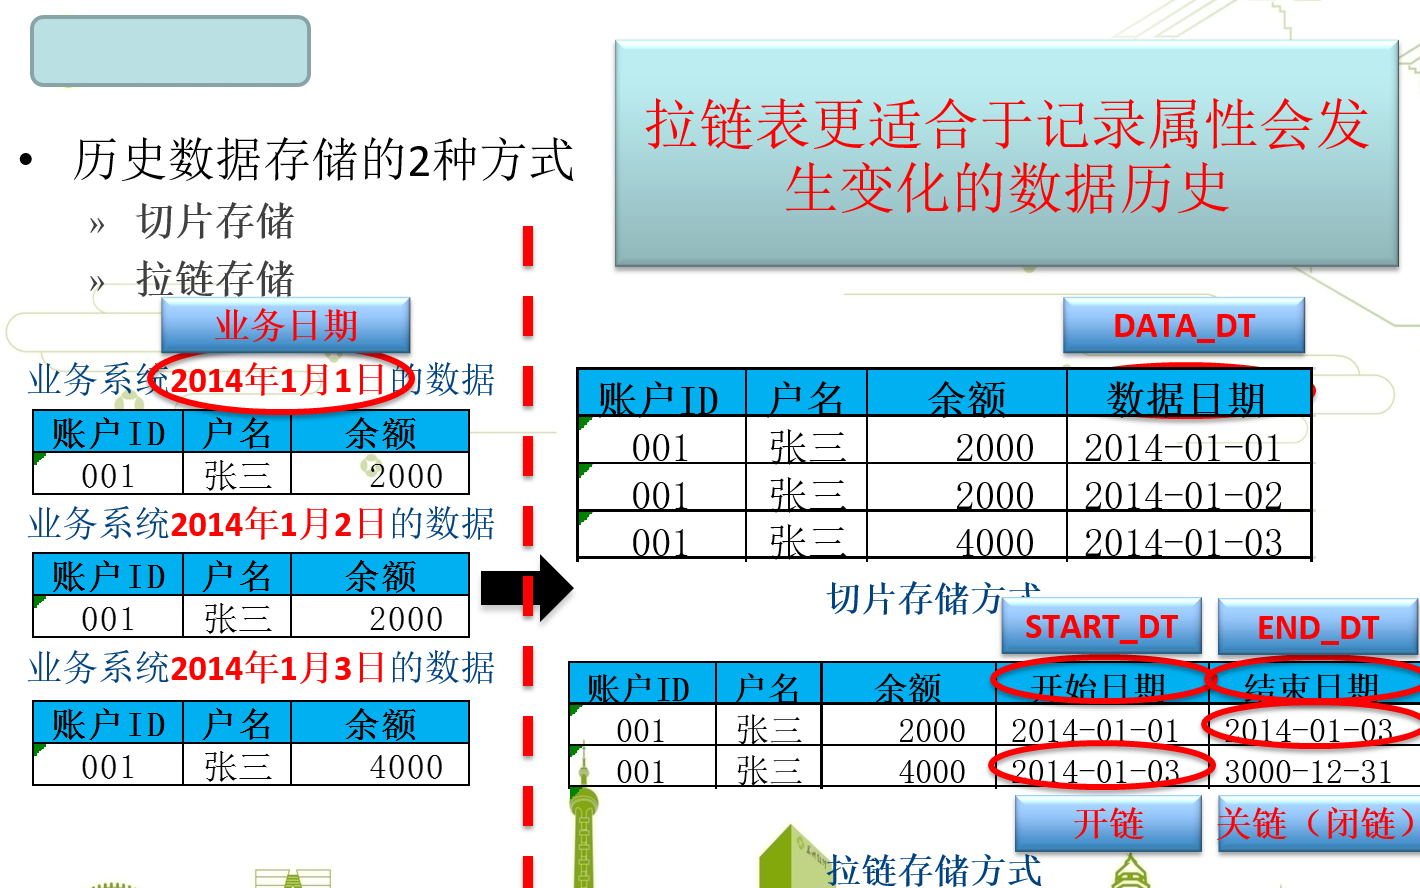 拉链表更适合于记录属性会发
生变化的数据历史
• 历史数据存储的2种方式
» 切片存储
» 拉链存储
业务日期
业务系统2014年1月1日的数据
账户ID 户名 余额
001 张三 2000
业务系统2014年1月2日的数据
账户ID 户名 余额
001 张三 2000
业务系统2014年1月3日的数据
账户ID 户名 余额
001 张三 4000
DATA_DT
账户ID 户名 余额 数据日期
001 张三 2000 2014-01-01
001 张三 2000 2014-01-02
001 张三 4000 2014-01-03
切片存储方式
START_DT END_DT
账户ID 户名 余额 开始日期 结束日期
001 张三 2000 2014-01-01 2014-01-03
001 张三 4000 2014-01-03 3000-12-31
开链 关链（闭链）
拉链存储方式